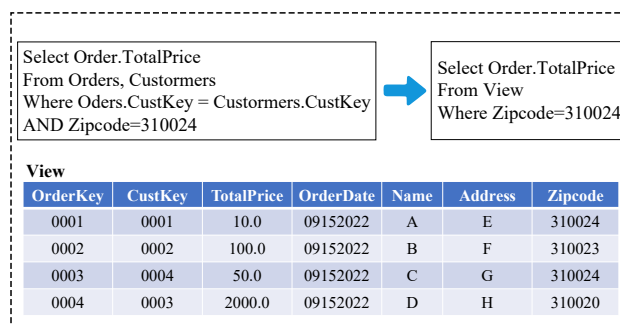 Select Order.TotalPrice
From Orders, Custormers
Where Oders.CustKey = Custormers.CustKey
AND Zipcode=310024
Select Order.TotalPrice
From View
Where Zipcode=310024
View
OrderKey CustKey TotalPrice OrderDate Name Address Zipcode
0001 0001 10.0 09152022 A E 310024
0002 0002 100.0 09152022 B F 310023
0003 0004 50.0 09152022 C G 310024
0004 0003 2000.0 09152022 D H 310020